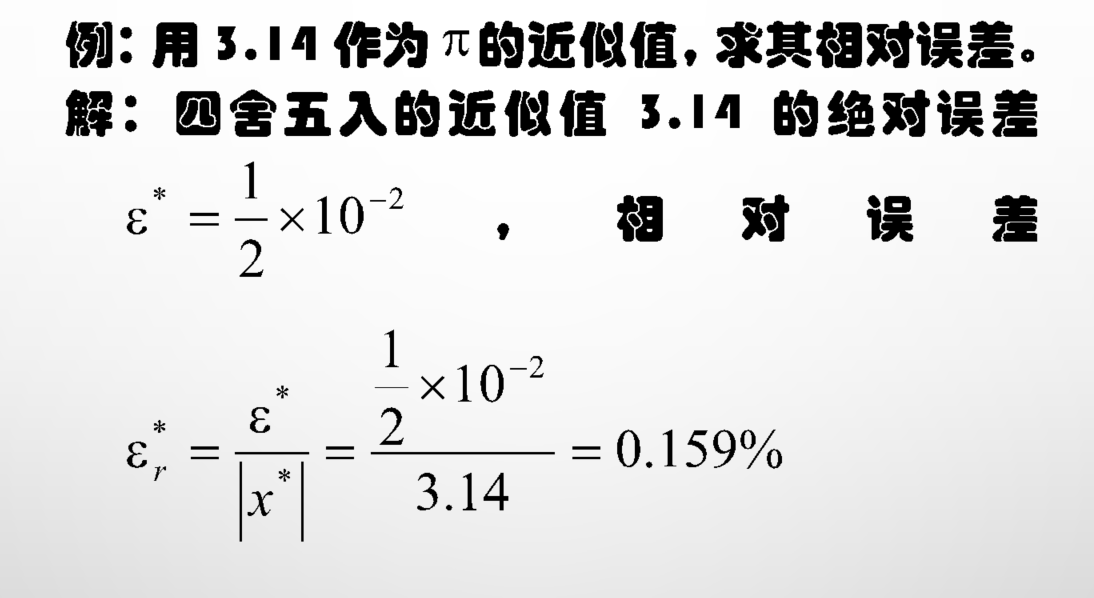 例：用 3.14 作为 π 的近似值，求其相对误差。
解：四舍五入的近似值 3.14 的绝对误差
ε* = 1/2 × 10⁻² ，相对误差
ε*ᵣ = ε*/|x*| = (1/2 × 10⁻²)/3.14 = 0.159%